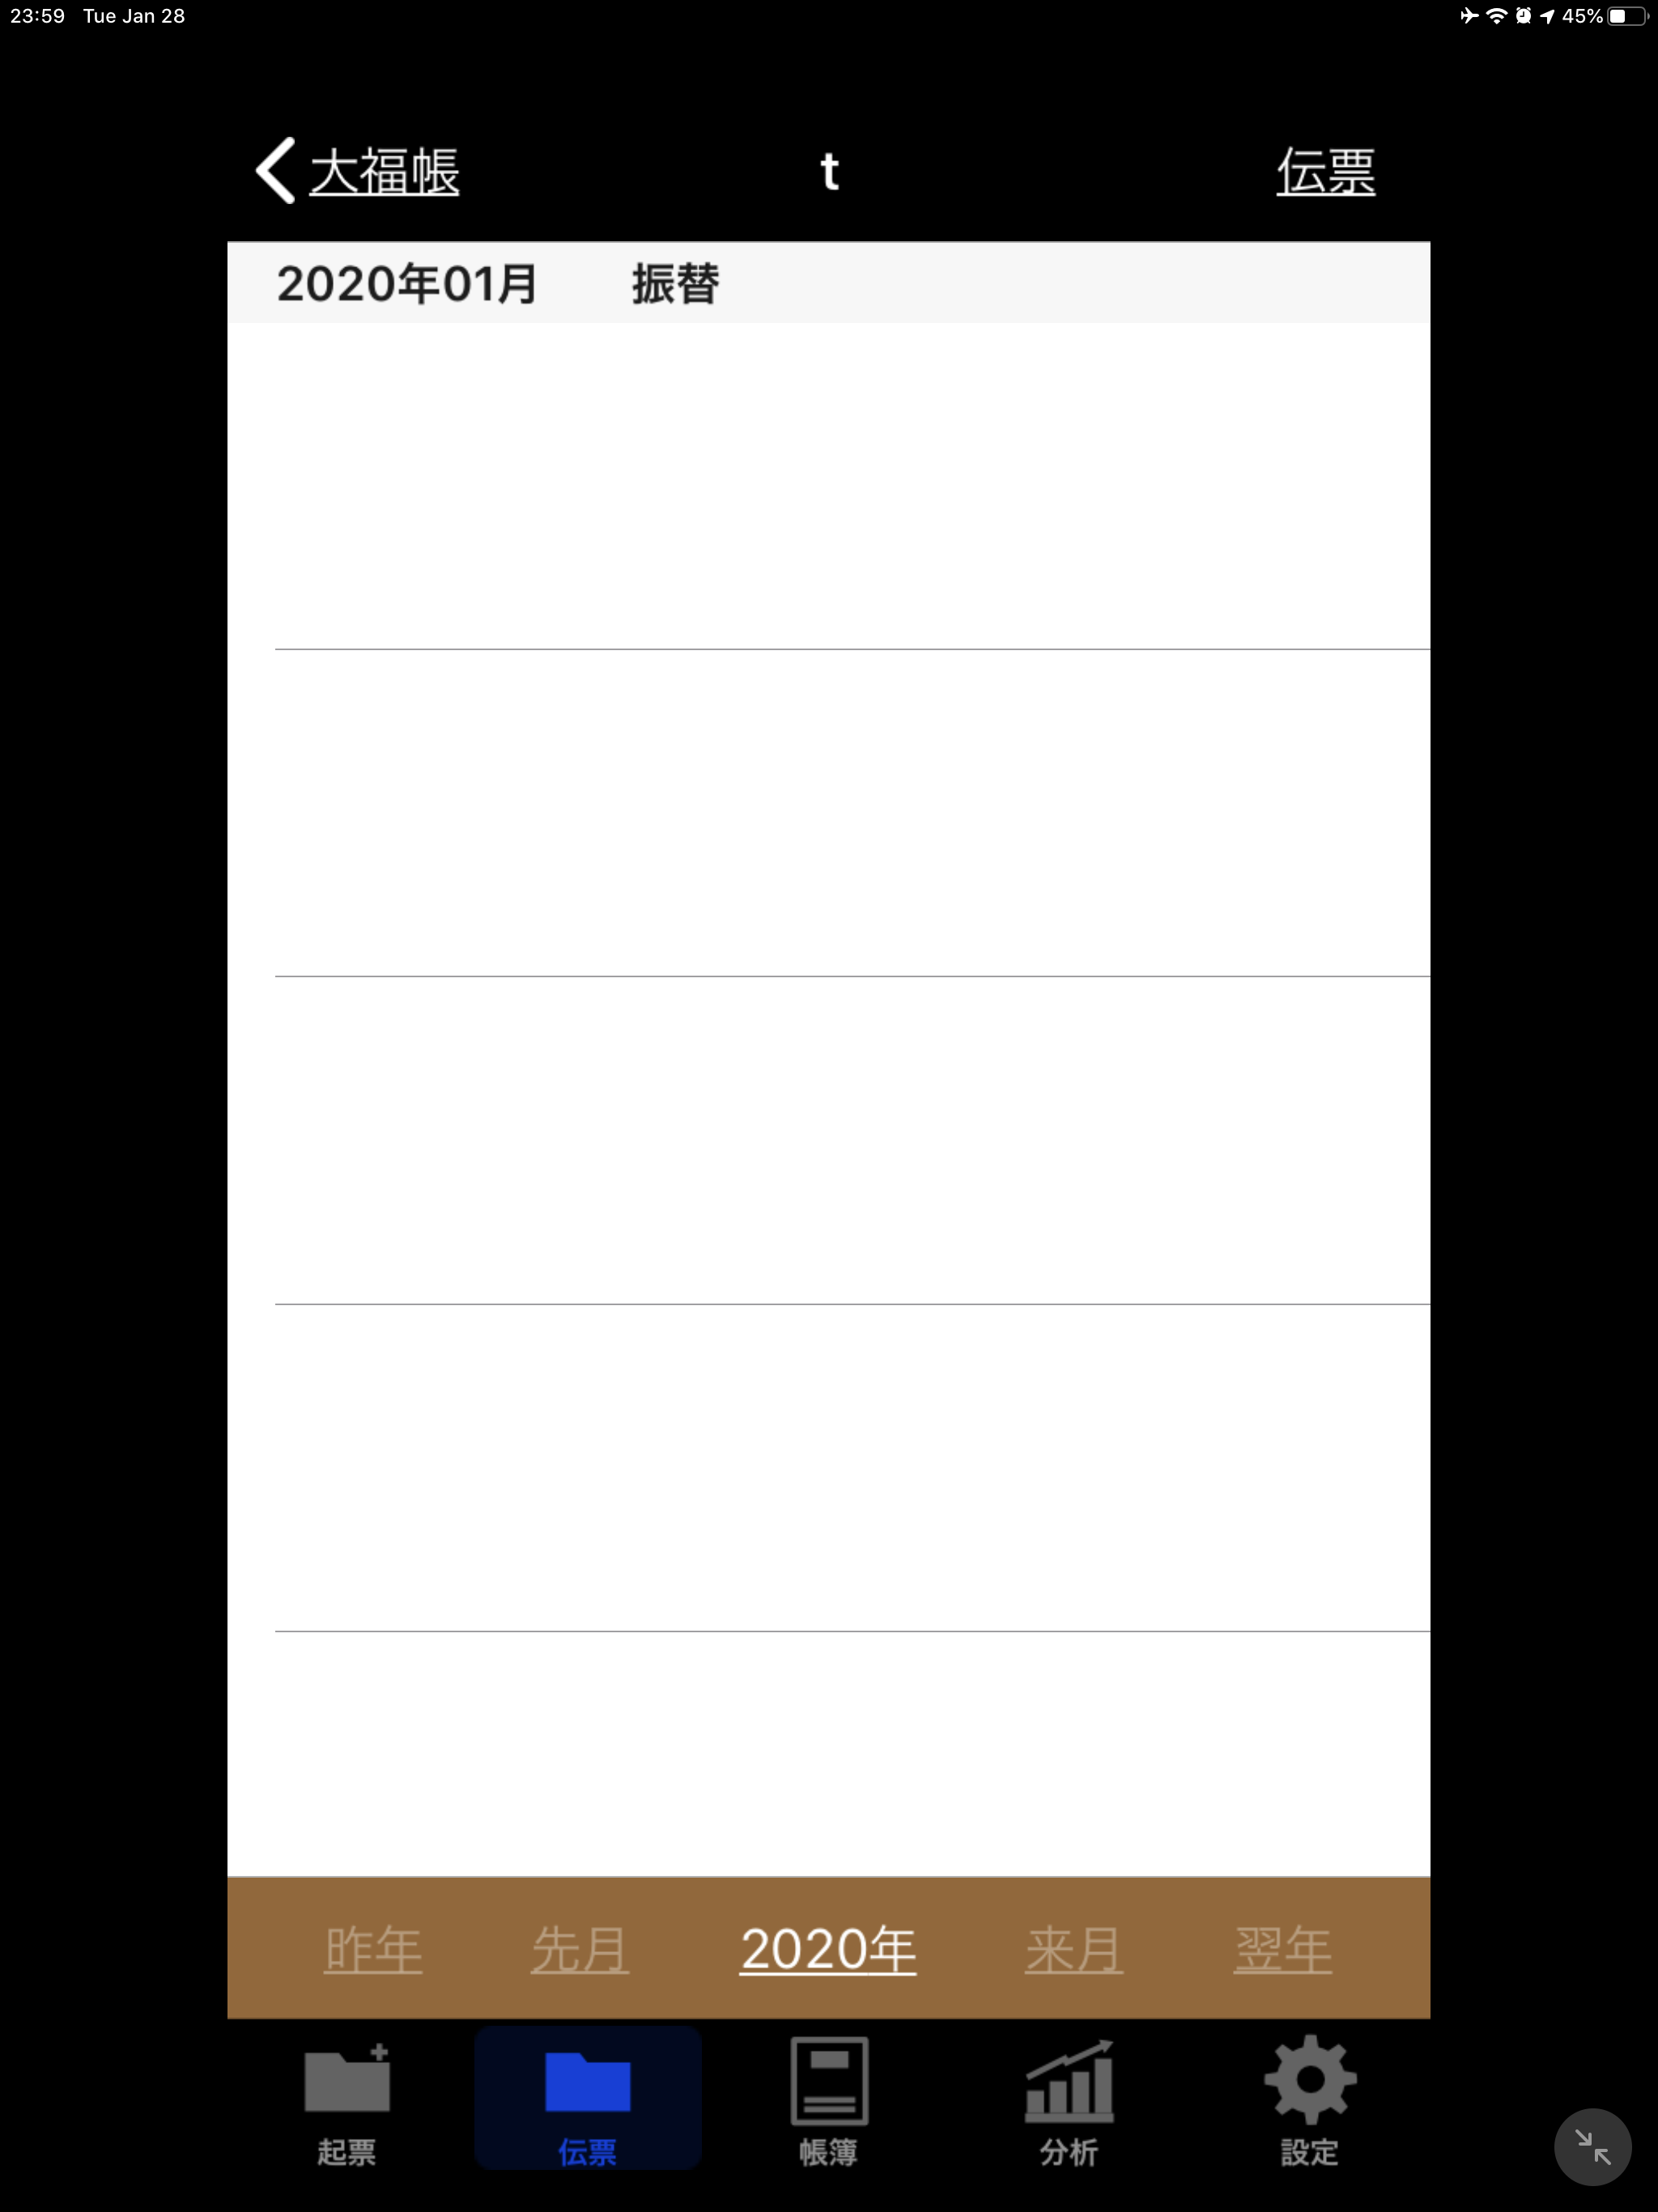 23:59 Tue Jan 28 45%
大福帳 t 伝票
2020年01月 振替
昨年 先月 2020年 来月 翌年
起票 伝票 帳簿 分析 設定